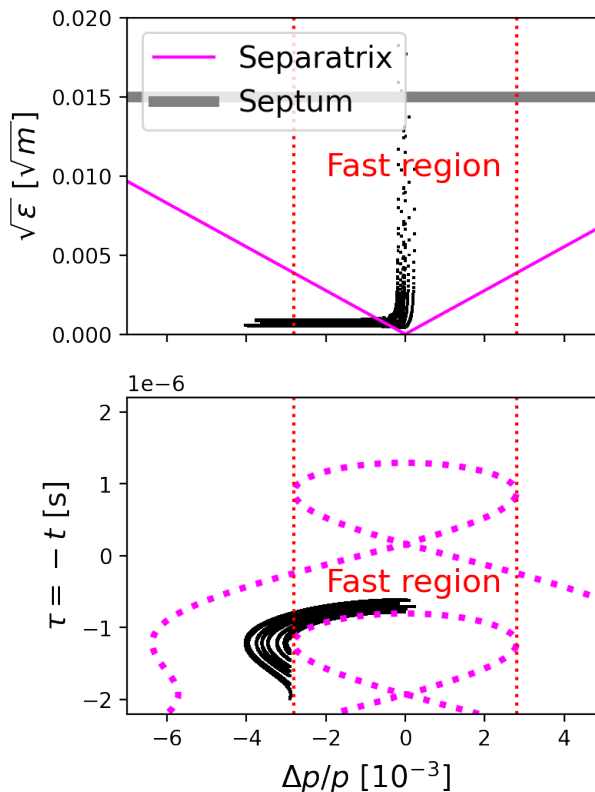 0.020
Separatrix
Septum
0.015
Fast region
0.010
√ε [√m]
0.005
0.000
1e−6
2
1
0
Fast region
−1
−2
τ = −t [s]
−6 −4 −2 0 2 4
Δp/p [10⁻³]